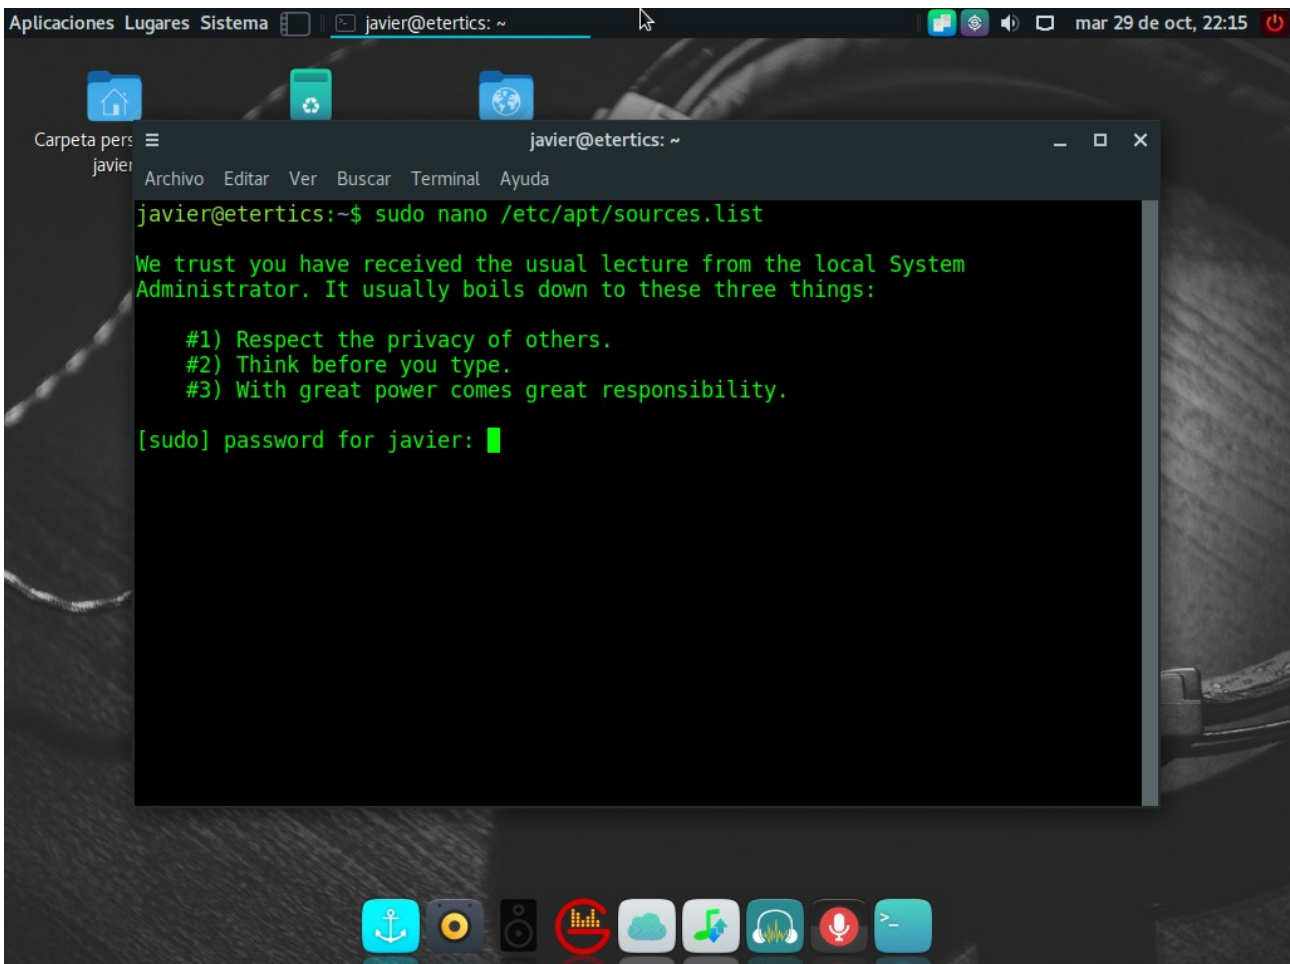 Aplicaciones Lugares Sistema javier@etertics: ~ mar 29 de oct, 22:15
Carpeta pers
javier
javier@etertics: ~
Archivo Editar Ver Buscar Terminal Ayuda
javier@etertics:~$ sudo nano /etc/apt/sources.list
We trust you have received the usual lecture from the local System
Administrator. It usually boils down to these three things:
#1) Respect the privacy of others.
#2) Think before you type.
#3) With great power comes great responsibility.
[sudo] password for javier: